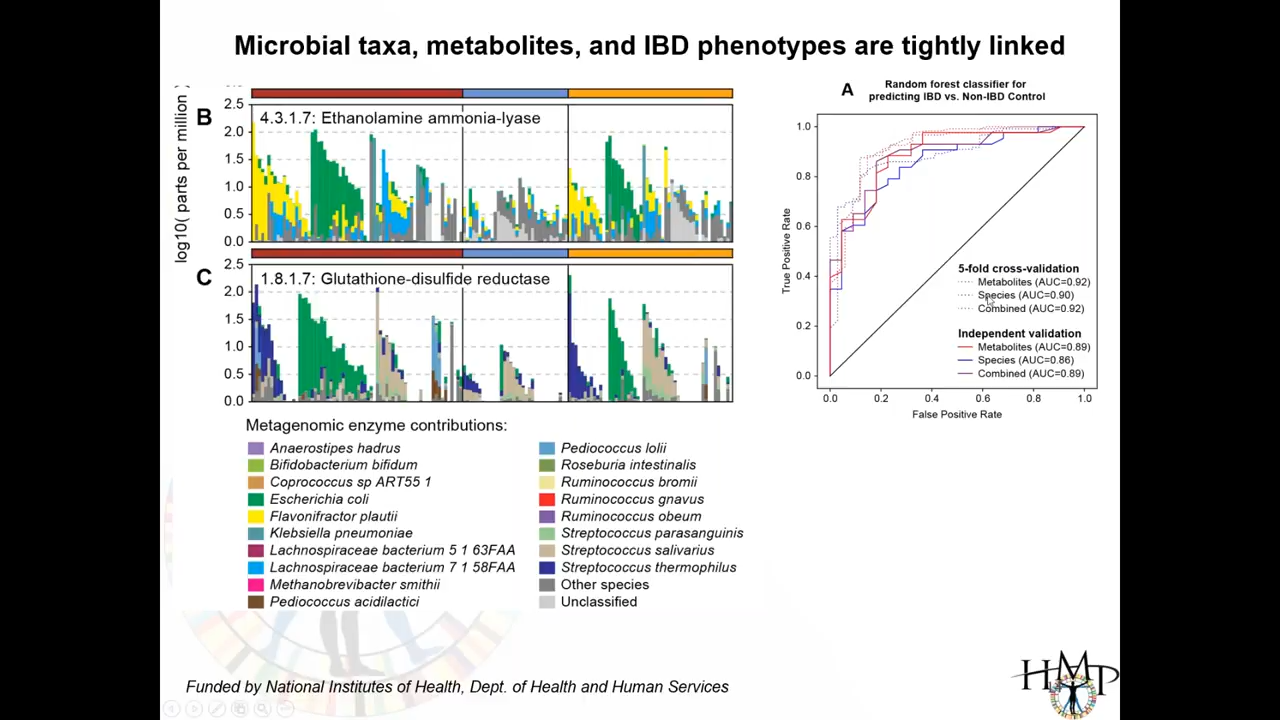 Microbial taxa, metabolites, and IBD phenotypes are tightly linked
B
log10( parts per million )
2.5
2.0
1.5
1.0
0.5
0.0
4.3.1.7: Ethanolamine ammonia-lyase
C
2.5
2.0
1.5
1.0
0.5
0.0
1.8.1.7: Glutathione-disulfide reductase
Metagenomic enzyme contributions:
Anaerostipes hadrus
Bifidobacterium bifidum
Coprococcus sp ART55 1
Escherichia coli
Flavonifractor plautii
Klebsiella pneumoniae
Lachnospiraceae bacterium 5 1 63FAA
Lachnospiraceae bacterium 7 1 58FAA
Methanobrevibacter smithii
Pediococcus acidilactici
Pediococcus lolii
Roseburia intestinalis
Ruminococcus bromii
Ruminococcus gnavus
Ruminococcus obeum
Streptococcus parasanguinis
Streptococcus salivarius
Streptococcus thermophilus
Other species
Unclassified
A
Random forest classifier for
predicting IBD vs. Non-IBD Control
True Positive Rate
1.0
0.8
0.6
0.4
0.2
0.0
5-fold cross-validation
Metabolites (AUC=0.92)
Species (AUC=0.90)
Combined (AUC=0.92)
Independent validation
Metabolites (AUC=0.89)
Species (AUC=0.86)
Combined (AUC=0.89)
0.0 0.2 0.4 0.6 0.8 1.0
False Positive Rate
Funded by National Institutes of Health, Dept. of Health and Human Services
HMP